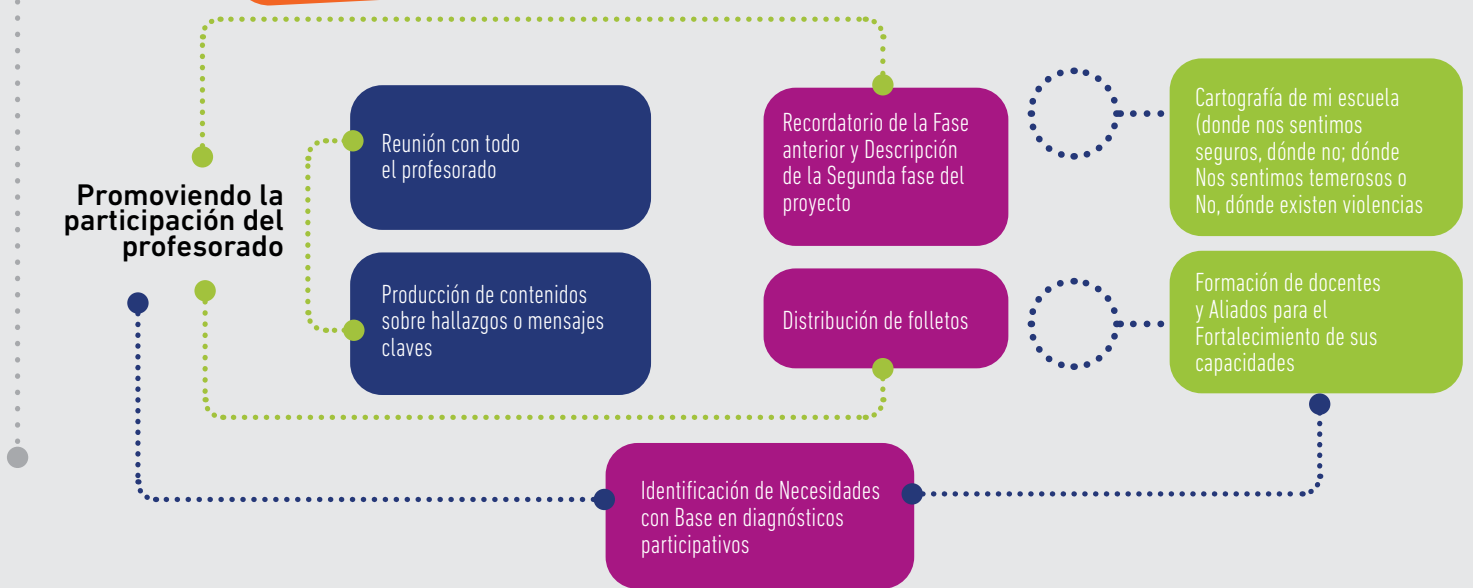 Promoviendo la
participación del
profesorado
Reunión con todo
el profesorado
Producción de contenidos
sobre hallazgos o mensajes
claves
Recordatorio de la Fase
anterior y Descripción
de la Segunda fase del
proyecto
Distribución de folletos
Cartografía de mi escuela
(donde nos sentimos
seguros, dónde no; dónde
Nos sentimos temerosos o
No, dónde existen violencias
Formación de docentes
y Aliados para el
Fortalecimiento de sus
capacidades
Identificación de Necesidades
con Base en diagnósticos
participativos